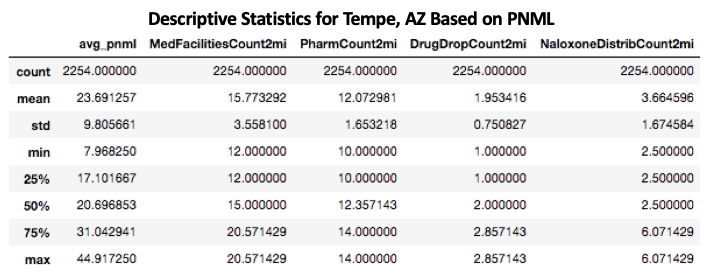 Descriptive Statistics for Tempe, AZ Based on PNML
avg_pnml MedFacilitiesCount2mi PharmCount2mi DrugDropCount2mi NaloxoneDistribCount2mi
count 2254.000000 2254.000000 2254.000000 2254.000000 2254.000000
mean 23.691257 15.773292 12.072981 1.953416 3.664596
std 9.805661 3.558100 1.653218 0.750827 1.674584
min 7.968250 12.000000 10.000000 1.000000 2.500000
25% 17.101667 12.000000 10.000000 1.000000 2.500000
50% 20.696853 15.000000 12.357143 2.000000 2.500000
75% 31.042941 20.571429 14.000000 2.857143 6.071429
max 44.917250 20.571429 14.000000 2.857143 6.071429